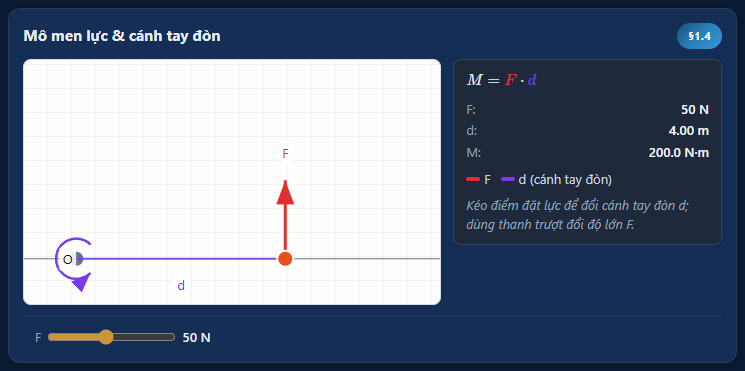 Mô men lực & cánh tay đòn
§1.4
F
O
d
M = F · d
F: 50 N
d: 4.00 m
M: 200.0 N·m
F d (cánh tay đòn)
Kéo điểm đặt lực để đổi cánh tay đòn d;
dùng thanh trượt đổi độ lớn F.
F 50 N